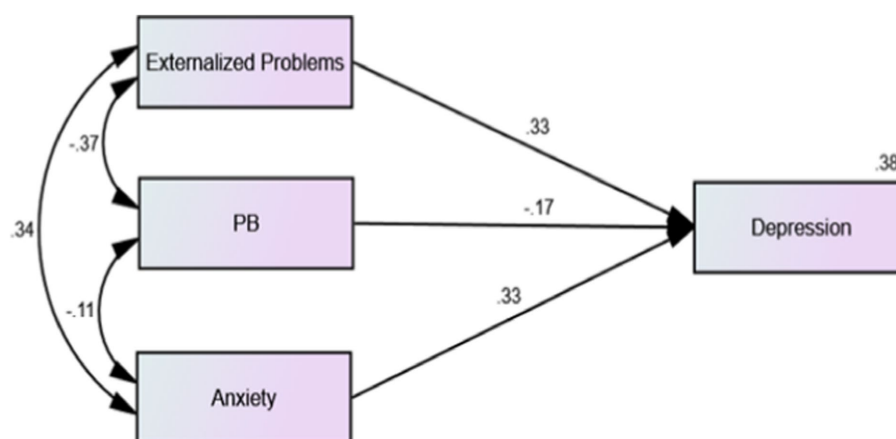 Externalized Problems
.33
-.37
.38
PB
-.17
Depression
.34
-.11
.33
Anxiety